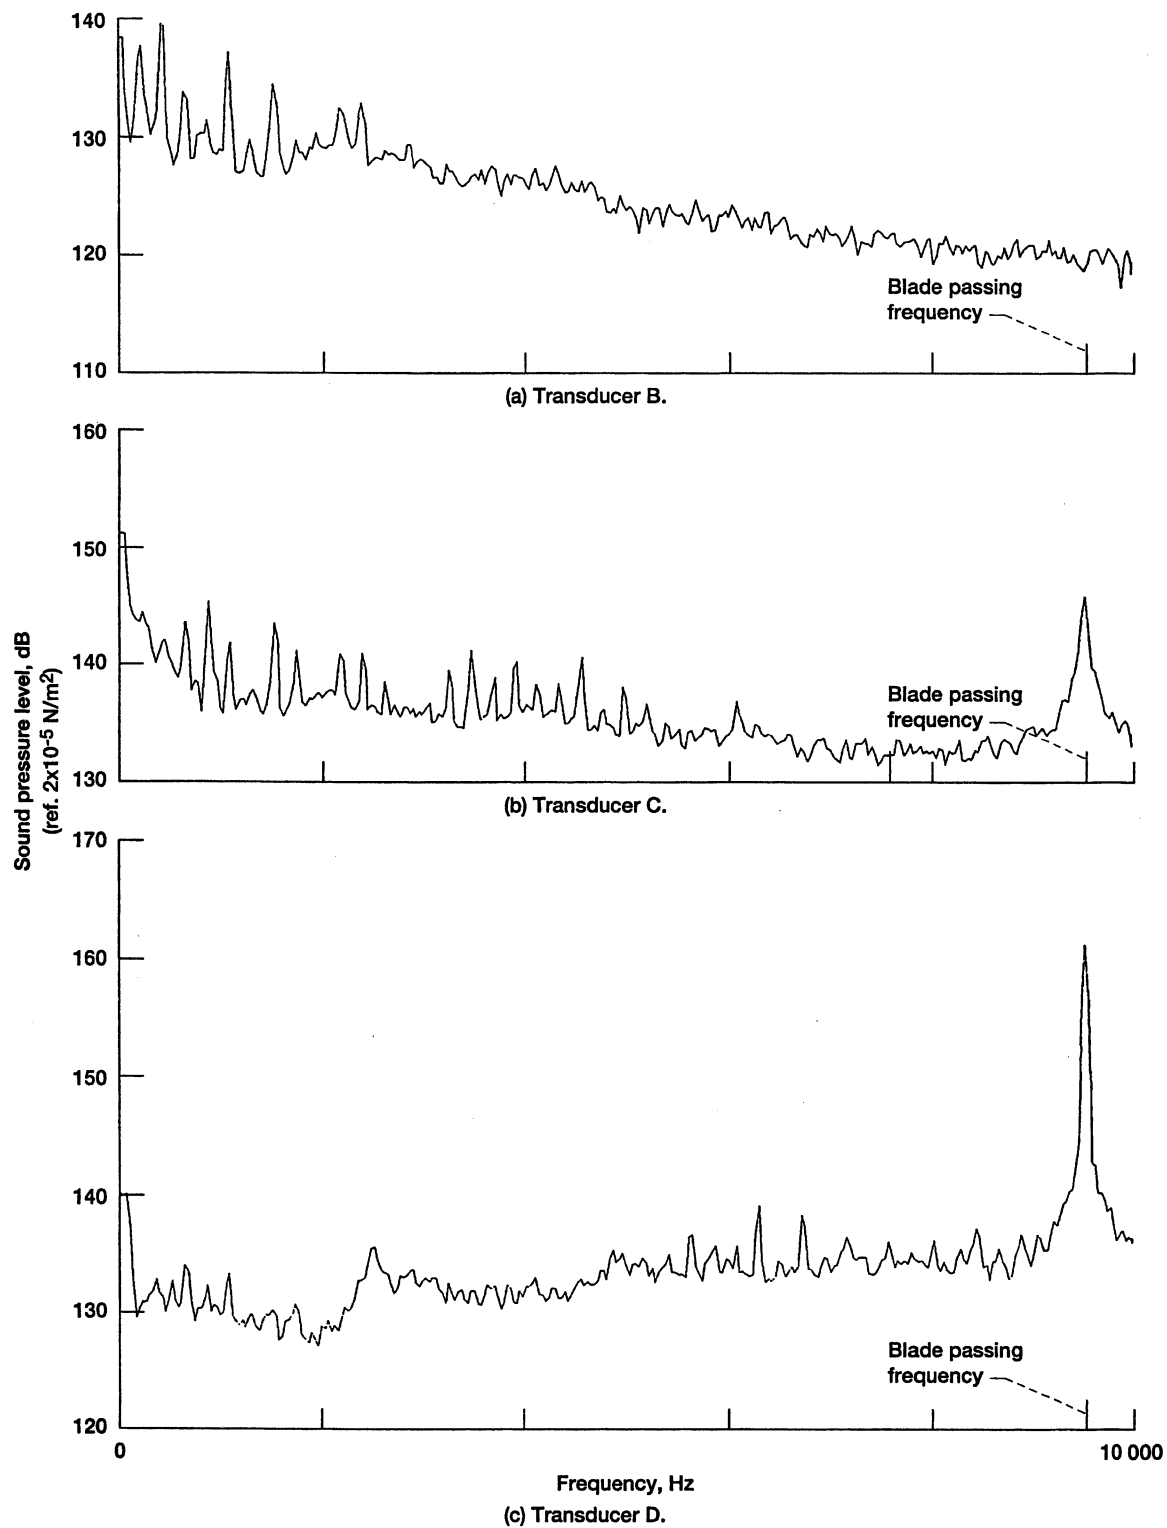 140
130
120
110
Blade passing
frequency
(a) Transducer B.
160
150
140
130
Blade passing
frequency
(b) Transducer C.
Sound pressure level, dB
(ref. 2x10-5 N/m2)
170
160
150
140
130
120
Blade passing
frequency
0
10 000
Frequency, Hz
(c) Transducer D.